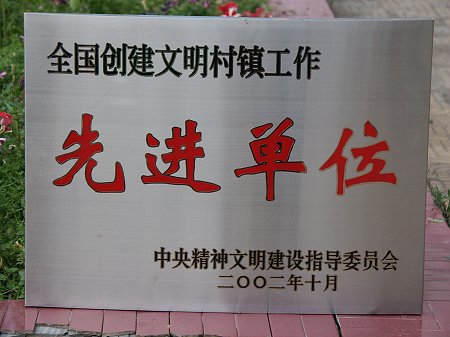 全国创建文明村镇工作
先进单位
中央精神文明建设指导委员会
二〇〇二年十月